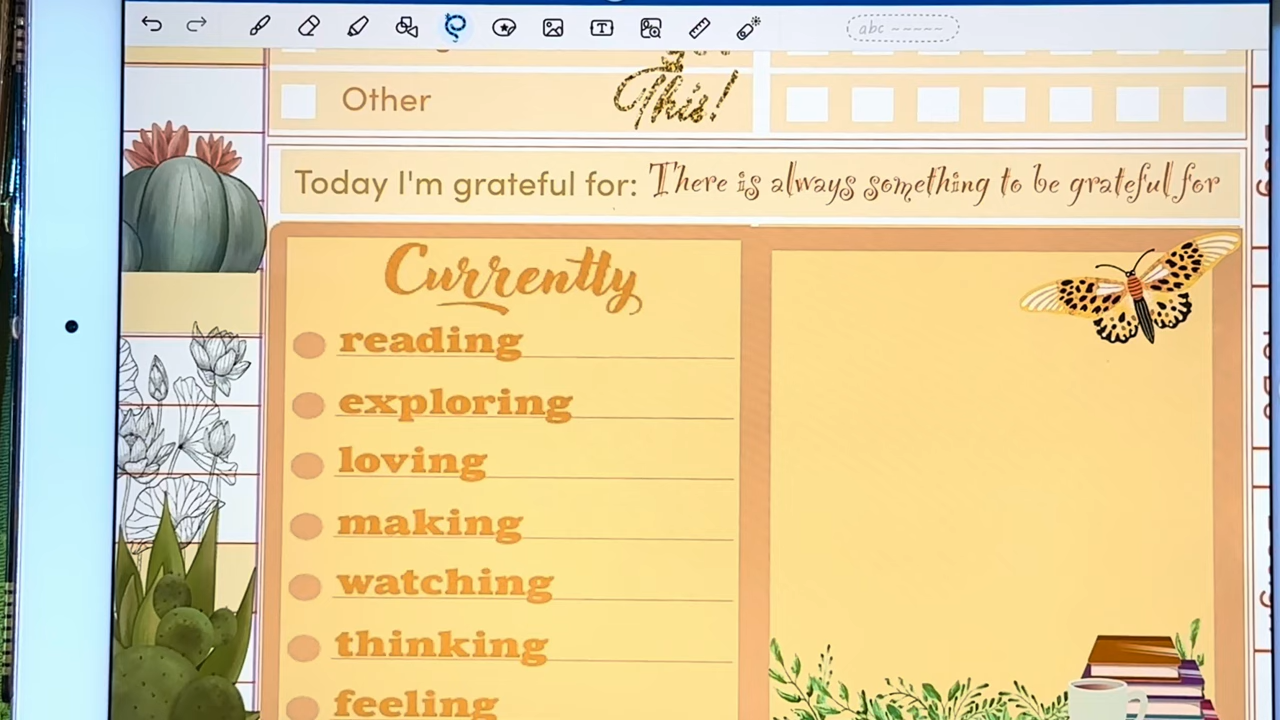 abc
This!
Other
Today I'm grateful for: There is always something to be grateful for
Currently
reading
exploring
loving
making
watching
thinking
feeling